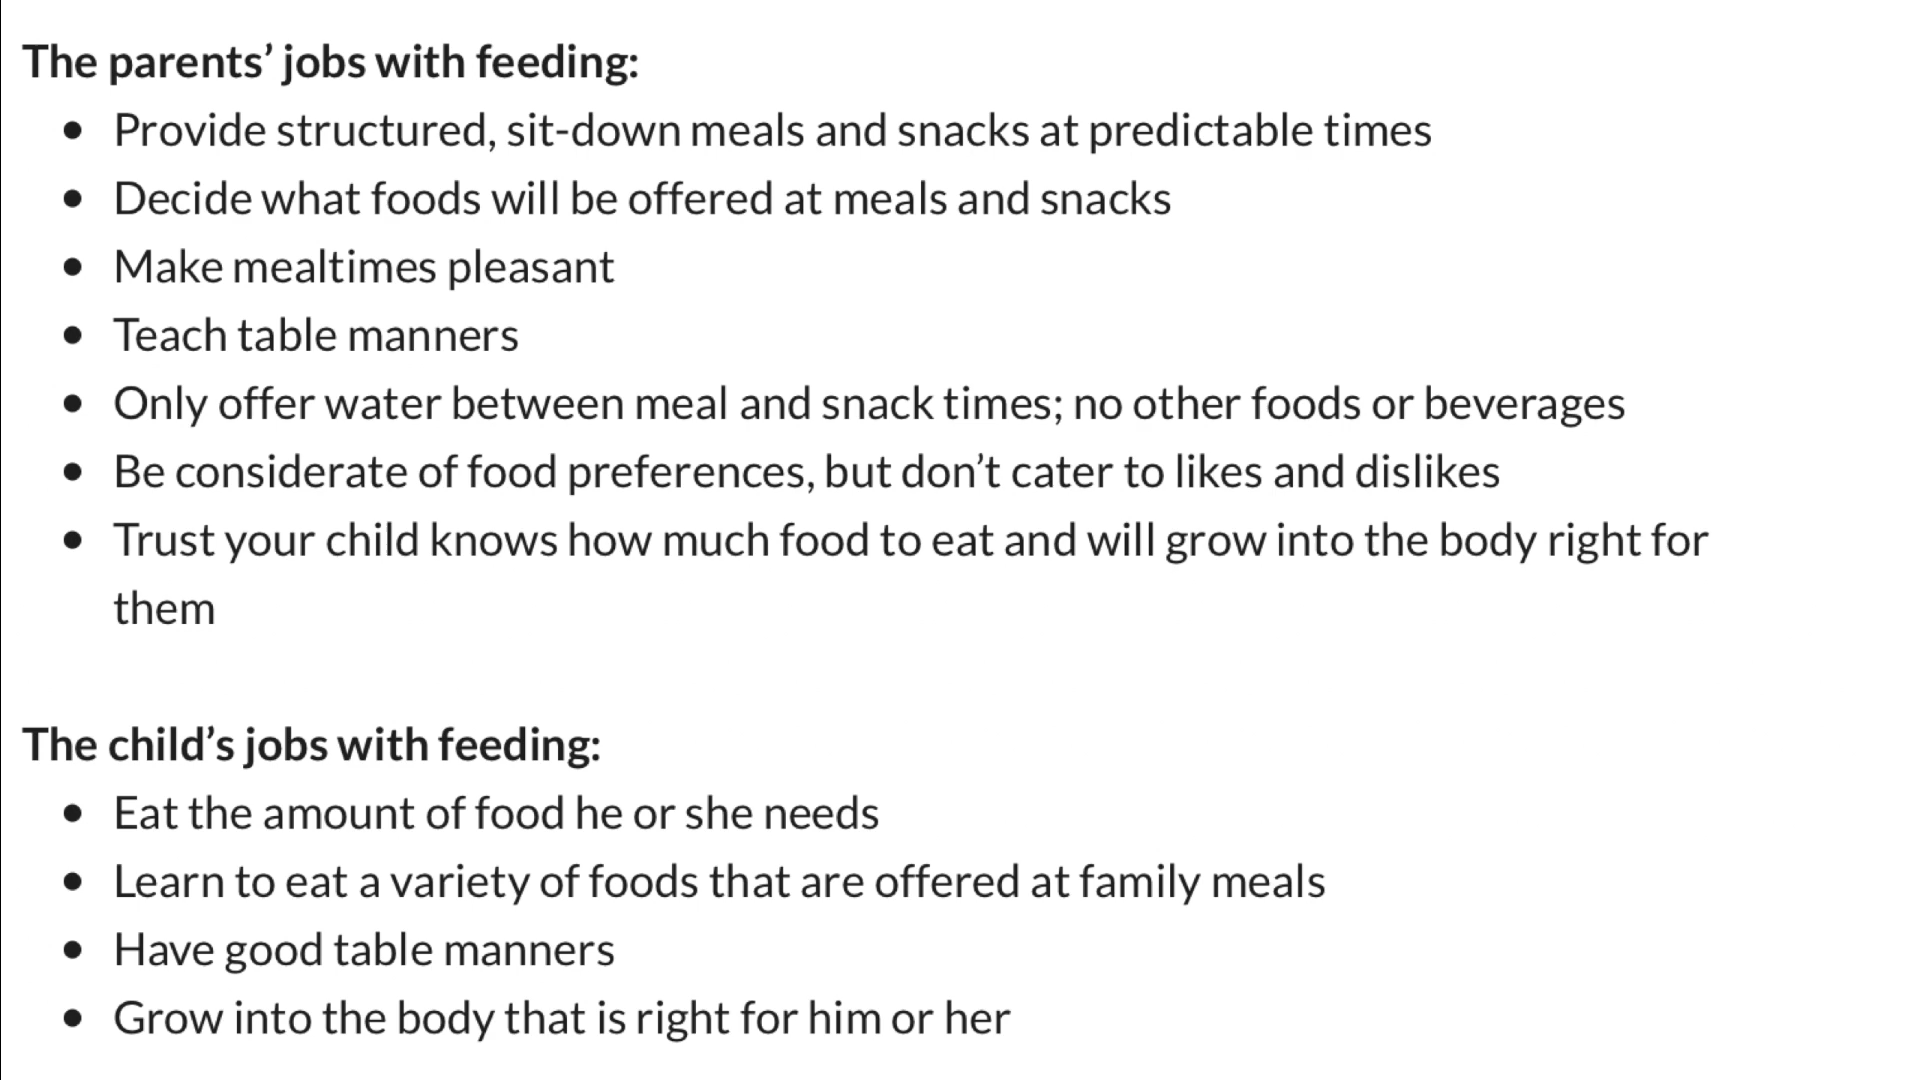 The parents’ jobs with feeding:
• Provide structured, sit-down meals and snacks at predictable times
• Decide what foods will be offered at meals and snacks
• Make mealtimes pleasant
• Teach table manners
• Only offer water between meal and snack times; no other foods or beverages
• Be considerate of food preferences, but don’t cater to likes and dislikes
• Trust your child knows how much food to eat and will grow into the body right for
them
The child’s jobs with feeding:
• Eat the amount of food he or she needs
• Learn to eat a variety of foods that are offered at family meals
• Have good table manners
• Grow into the body that is right for him or her